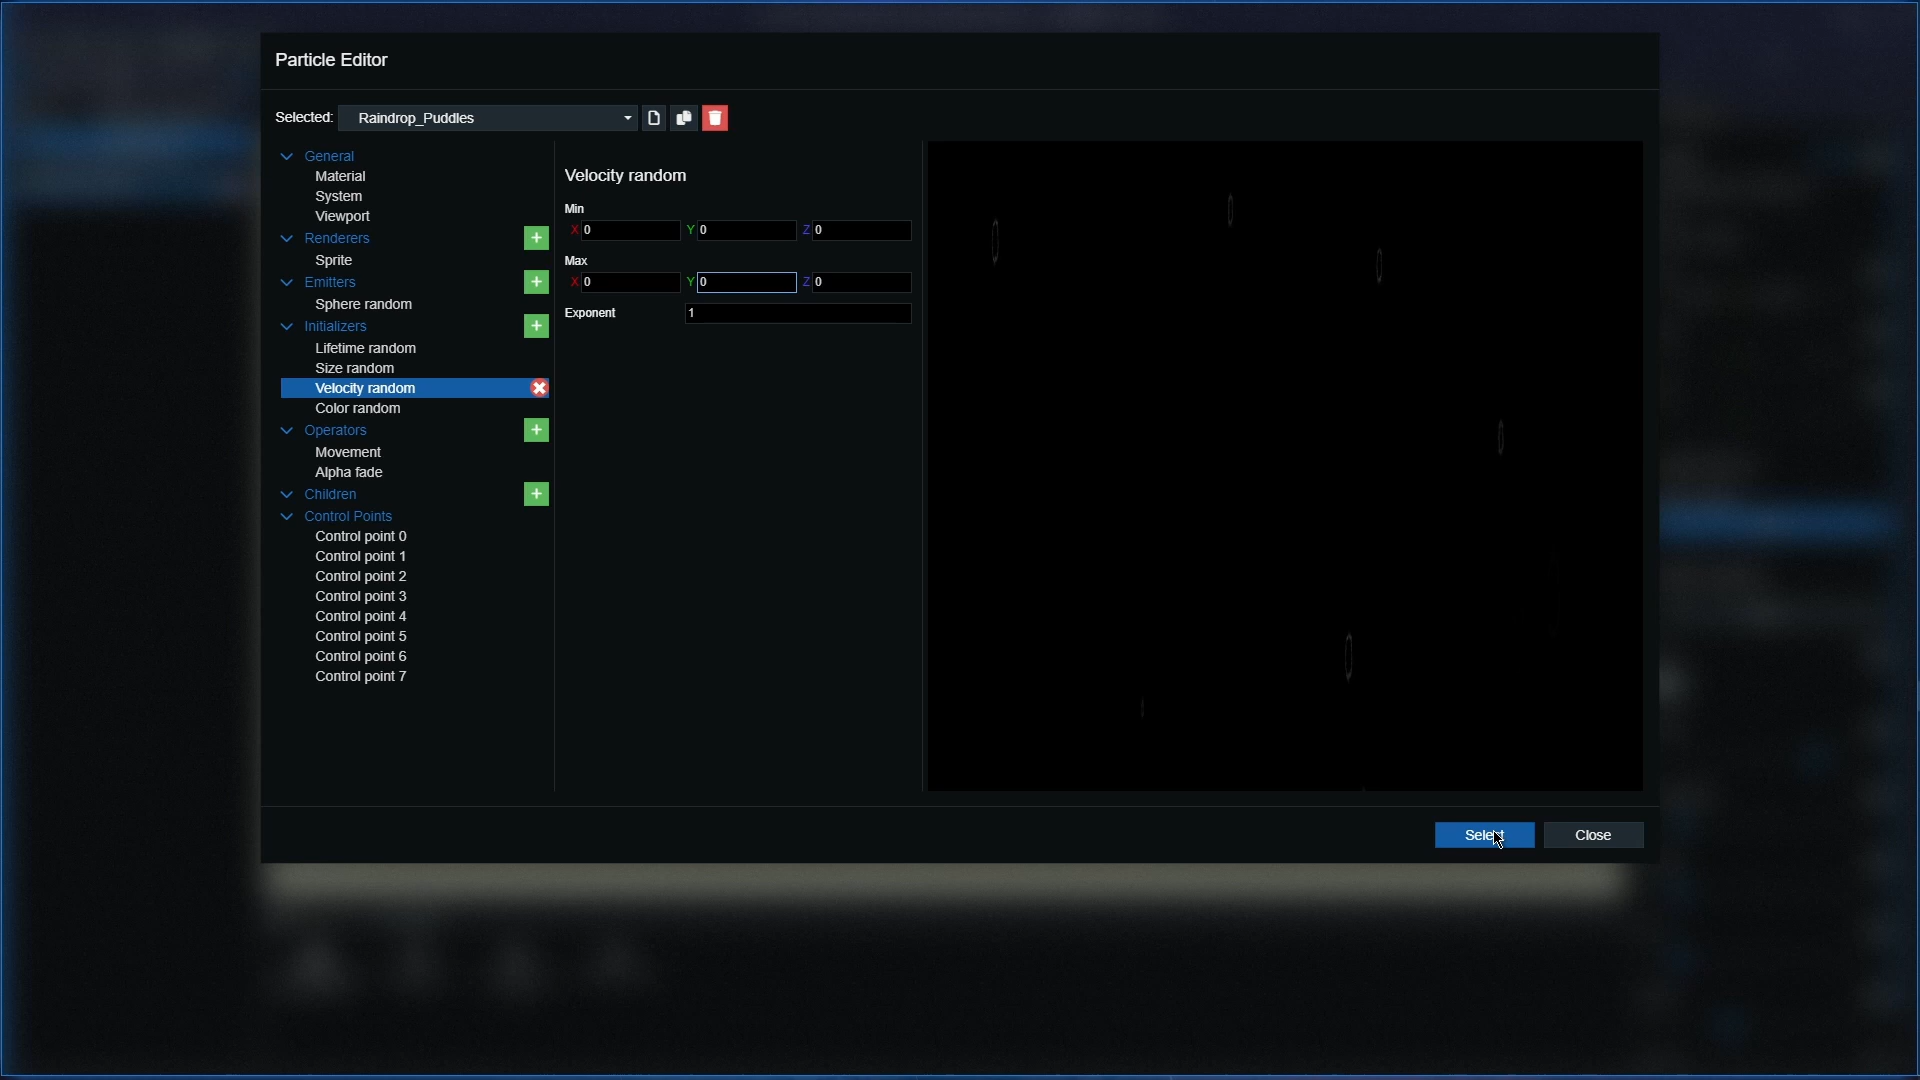 Particle Editor
Selected: Raindrop_Puddles
General
Material
System
Viewport
Renderers +
Sprite
Emitters +
Sphere random
Initializers +
Lifetime random
Size random
Velocity random
Color random
Operators +
Movement
Alpha fade
Children +
Control Points
Control point 0
Control point 1
Control point 2
Control point 3
Control point 4
Control point 5
Control point 6
Control point 7
Velocity random
Min
X 0 Y 0 Z 0
Max
X 0 Y 0 Z 0
Exponent 1
Select Close